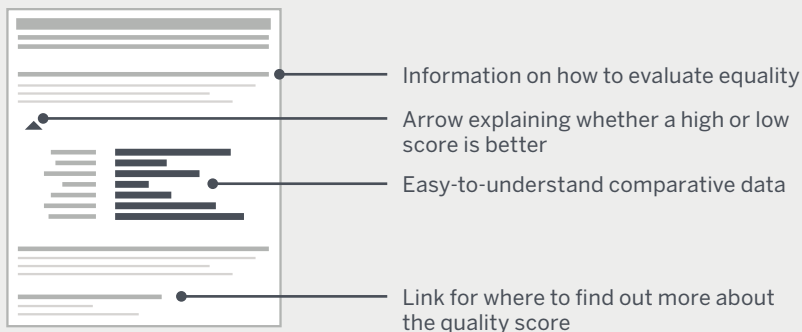 Information on how to evaluate equality
Arrow explaining whether a high or low
score is better
Easy-to-understand comparative data
Link for where to find out more about
the quality score